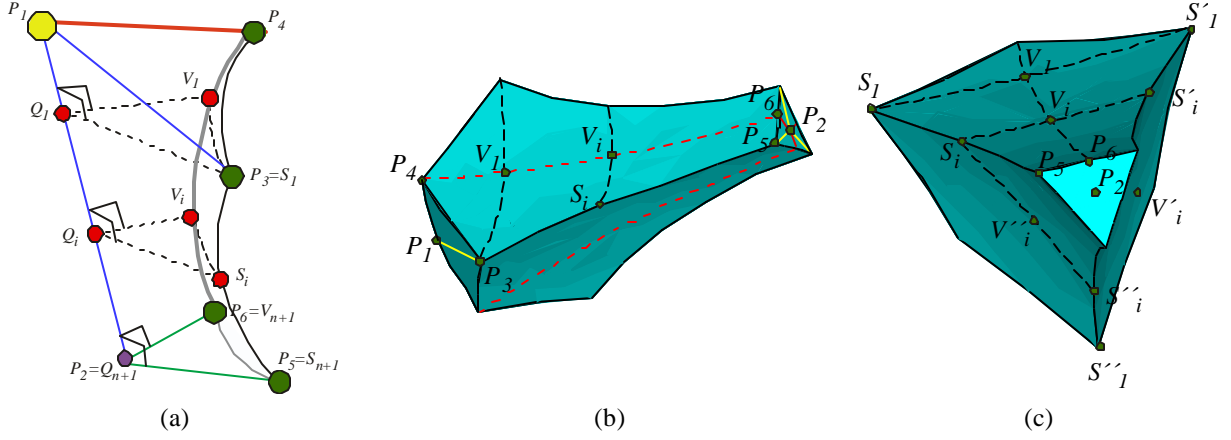 P1
P4
V1
Q1
P3=S1
Vi
Qi
Si
P6=Vn+1
P2=Qn+1
P5=Sn+1
(a)
P6
P2
P5
Vi
V1
P4
Si
P1
P3
(b)
S´1
V1
S1
Vi
S´i
Si
P6
P5
P2
V´i
V´´i
S´´i
S´´1
(c)